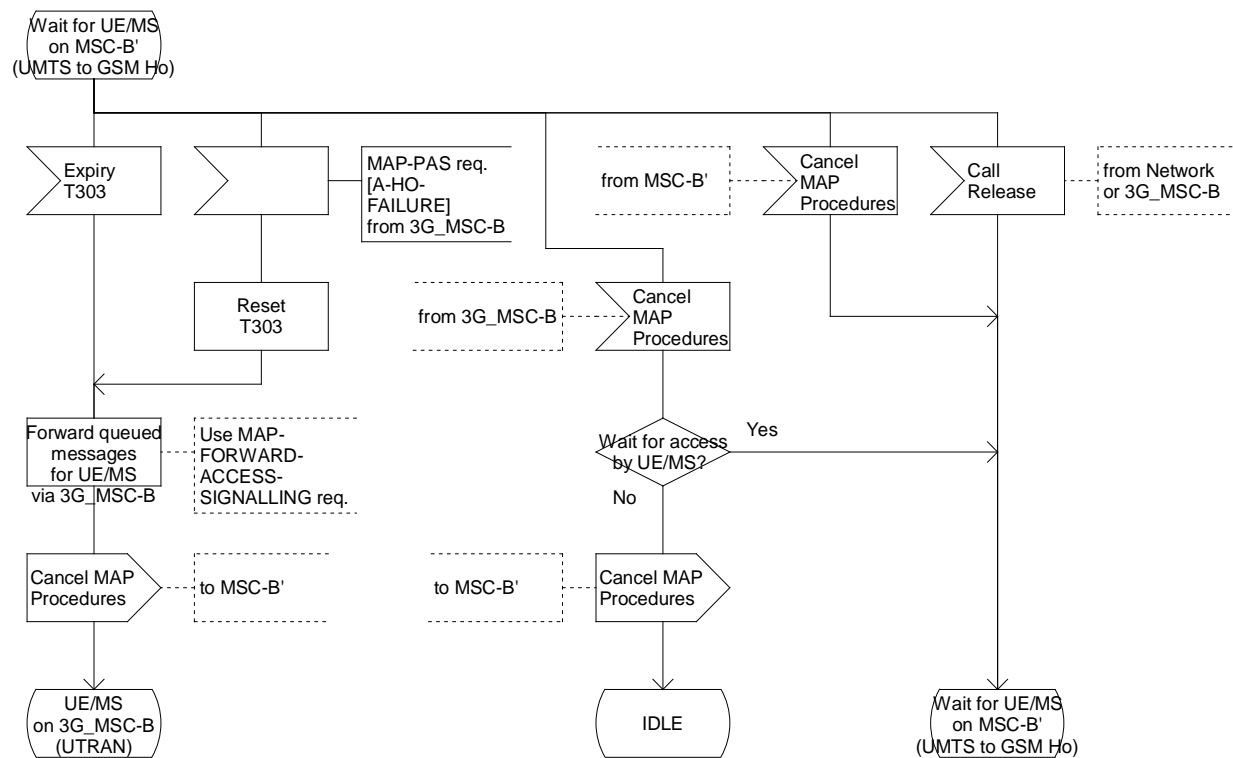 Wait for UE/MS
on MSC-B'
(UMTS to GSM Ho)
Expiry
T303
MAP-PAS req.
[A-HO-
FAILURE]
from 3G_MSC-B
from MSC-B'
Cancel
MAP
Procedures
Call
Release
from Network
or 3G_MSC-B
Reset
T303
from 3G_MSC-B
Cancel
MAP
Procedures
Forward queued
messages
for UE/MS
via 3G_MSC-B
Use MAP-
FORWARD-
ACCESS-
SIGNALLING req.
Wait for access
by UE/MS?
Yes
No
Cancel MAP
Procedures
to MSC-B'
to MSC-B'
Cancel MAP
Procedures
UE/MS
on 3G_MSC-B
(UTRAN)
IDLE
Wait for UE/MS
on MSC-B'
(UMTS to GSM Ho)